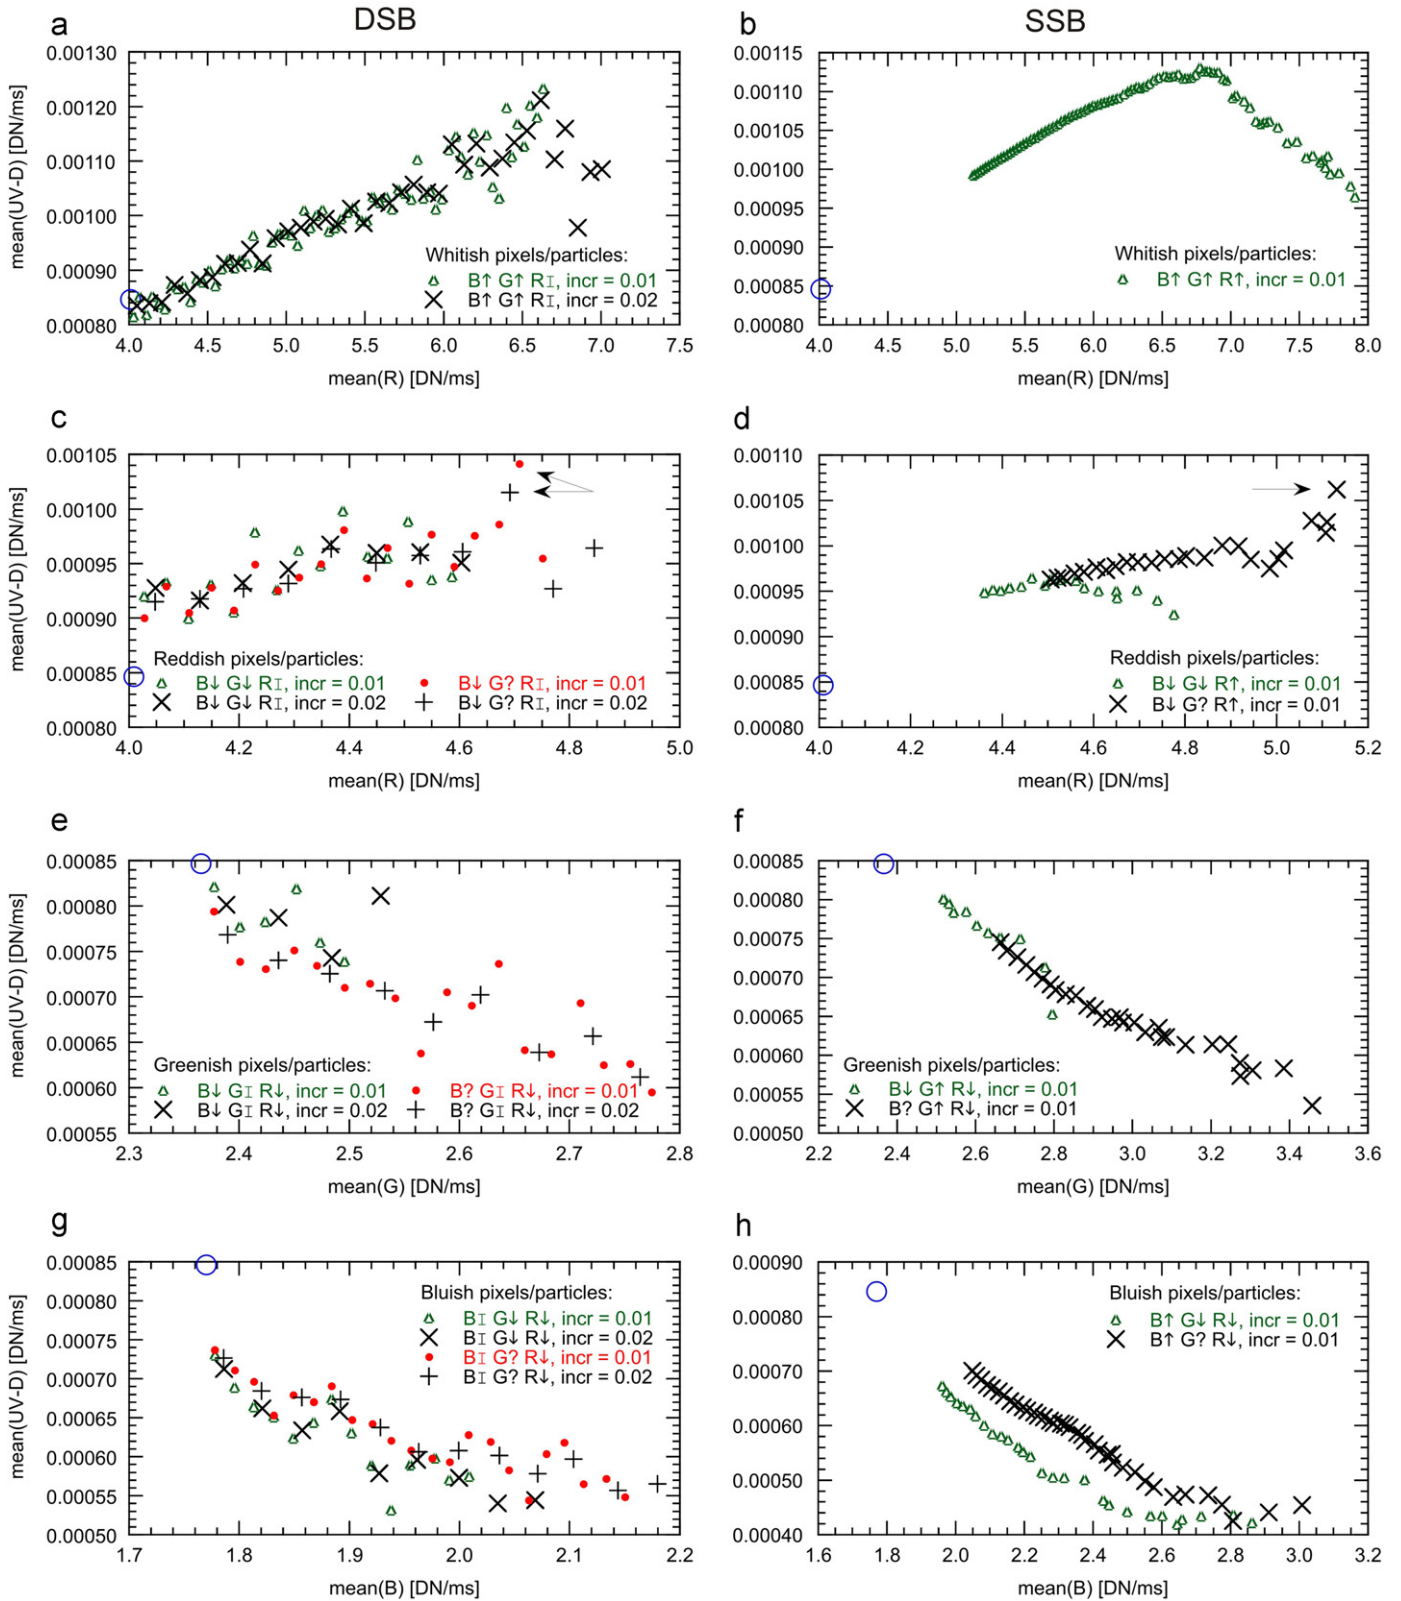 DSB
SSB
a
b
mean(UV-D) [DN/ms]
0.00130
0.00120
0.00110
0.00100
0.00090
0.00080
Whitish pixels/particles:
B↑ G↑ R⌶, incr = 0.01
B↑ G↑ R⌶, incr = 0.02
4.0 4.5 5.0 5.5 6.0 6.5 7.0 7.5
mean(R) [DN/ms]
0.00115
0.00110
0.00105
0.00100
0.00095
0.00090
0.00085
0.00080
Whitish pixels/particles:
B↑ G↑ R↑, incr = 0.01
4.0 4.5 5.0 5.5 6.0 6.5 7.0 7.5 8.0
mean(R) [DN/ms]
c
d
mean(UV-D) [DN/ms]
0.00105
0.00100
0.00095
0.00090
0.00085
0.00080
Reddish pixels/particles:
B↓ G↓ R⌶, incr = 0.01
B↓ G↓ R⌶, incr = 0.02
B↓ G? R⌶, incr = 0.01
B↓ G? R⌶, incr = 0.02
4.0 4.2 4.4 4.6 4.8 5.0
mean(R) [DN/ms]
0.00110
0.00105
0.00100
0.00095
0.00090
0.00085
0.00080
Reddish pixels/particles:
B↓ G↓ R↑, incr = 0.01
B↓ G? R↑, incr = 0.01
4.0 4.2 4.4 4.6 4.8 5.0 5.2
mean(R) [DN/ms]
e
f
mean(UV-D) [DN/ms]
0.00085
0.00080
0.00075
0.00070
0.00065
0.00060
0.00055
Greenish pixels/particles:
B↓ G⌶ R↓, incr = 0.01
B↓ G⌶ R↓, incr = 0.02
B? G⌶ R↓, incr = 0.01
B? G⌶ R↓, incr = 0.02
2.3 2.4 2.5 2.6 2.7 2.8
mean(G) [DN/ms]
0.00085
0.00080
0.00075
0.00070
0.00065
0.00060
0.00055
0.00050
Greenish pixels/particles:
B↓ G↑ R↓, incr = 0.01
B? G↑ R↓, incr = 0.01
2.2 2.4 2.6 2.8 3.0 3.2 3.4 3.6
mean(G) [DN/ms]
g
h
mean(UV-D) [DN/ms]
0.00085
0.00080
0.00075
0.00070
0.00065
0.00060
0.00055
0.00050
Bluish pixels/particles:
B⌶ G↓ R↓, incr = 0.01
B⌶ G↓ R↓, incr = 0.02
B⌶ G? R↓, incr = 0.01
B⌶ G? R↓, incr = 0.02
1.7 1.8 1.9 2.0 2.1 2.2
mean(B) [DN/ms]
0.00090
0.00080
0.00070
0.00060
0.00050
0.00040
Bluish pixels/particles:
B↑ G↓ R↓, incr = 0.01
B↑ G? R↓, incr = 0.01
1.6 1.8 2.0 2.2 2.4 2.6 2.8 3.0 3.2
mean(B) [DN/ms]